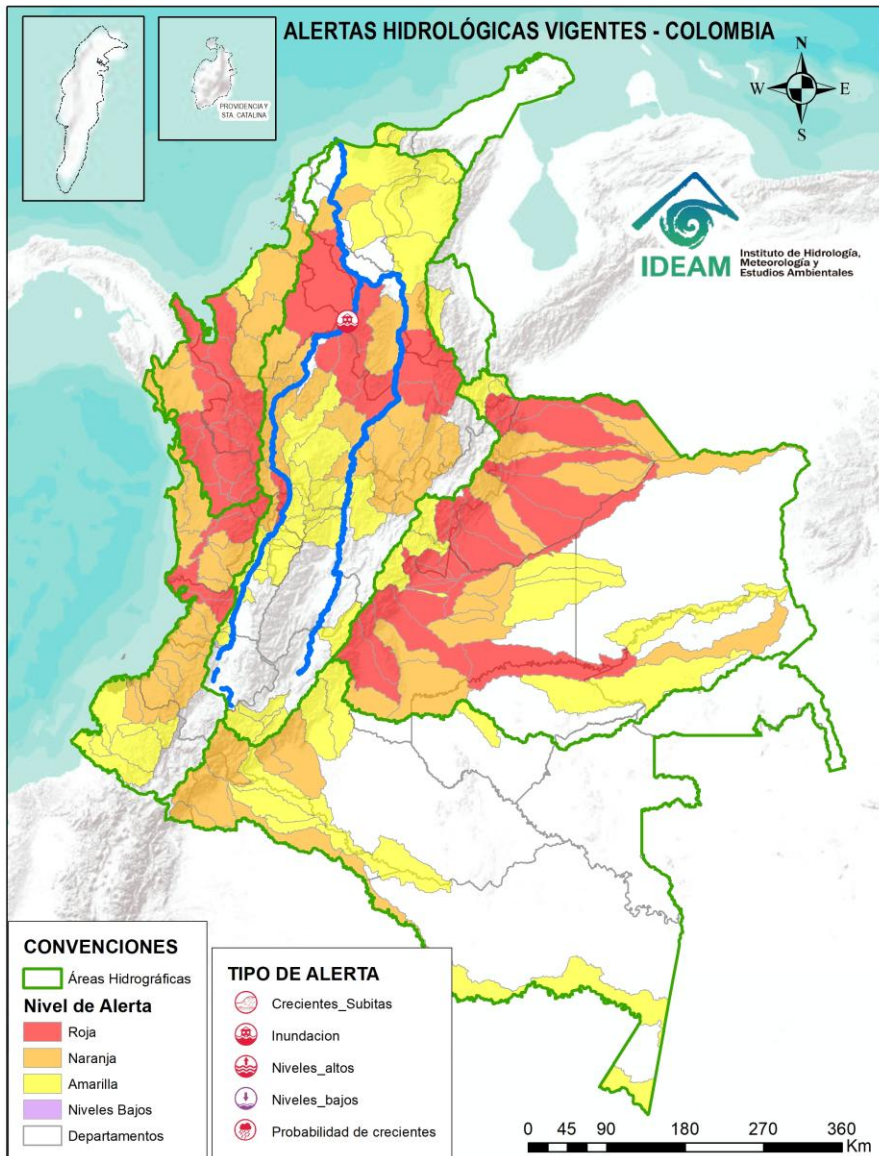 ALERTAS HIDROLÓGICAS VIGENTES - COLOMBIA
PROVIDENCIA Y
STA. CATALINA
N
W
E
S
IDEAM
Instituto de Hidrología,
Meteorología y
Estudios Ambientales
CONVENCIONES
Áreas Hidrográficas
Nivel de Alerta
Roja
Naranja
Amarilla
Niveles Bajos
Departamentos
TIPO DE ALERTA
Crecientes_Subitas
Inundacion
Niveles_altos
Niveles_bajos
Probabilidad de crecientes
0 45 90 180 270 360
Km